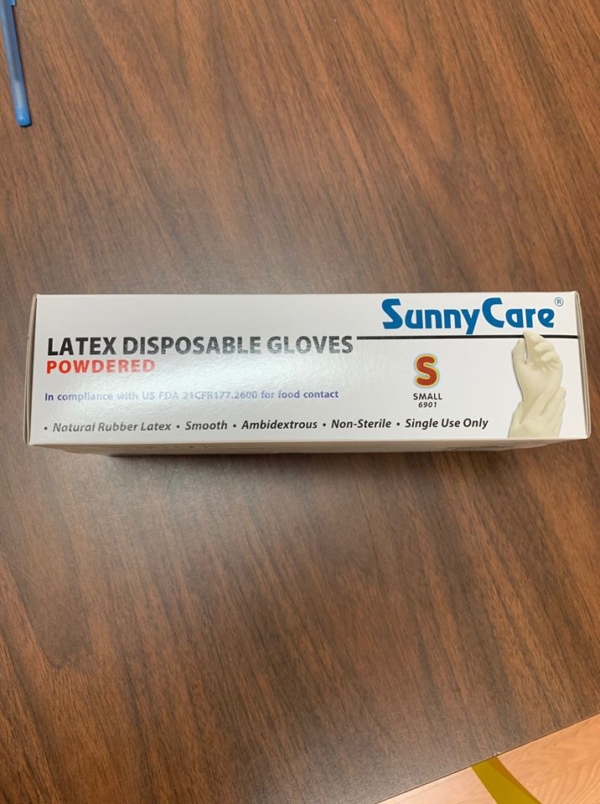 SunnyCare®
LATEX DISPOSABLE GLOVES
POWDERED
In compliance with US FDA 21CFR177.2600 for food contact
S
SMALL
6901
• Natural Rubber Latex • Smooth • Ambidextrous • Non-Sterile • Single Use Only